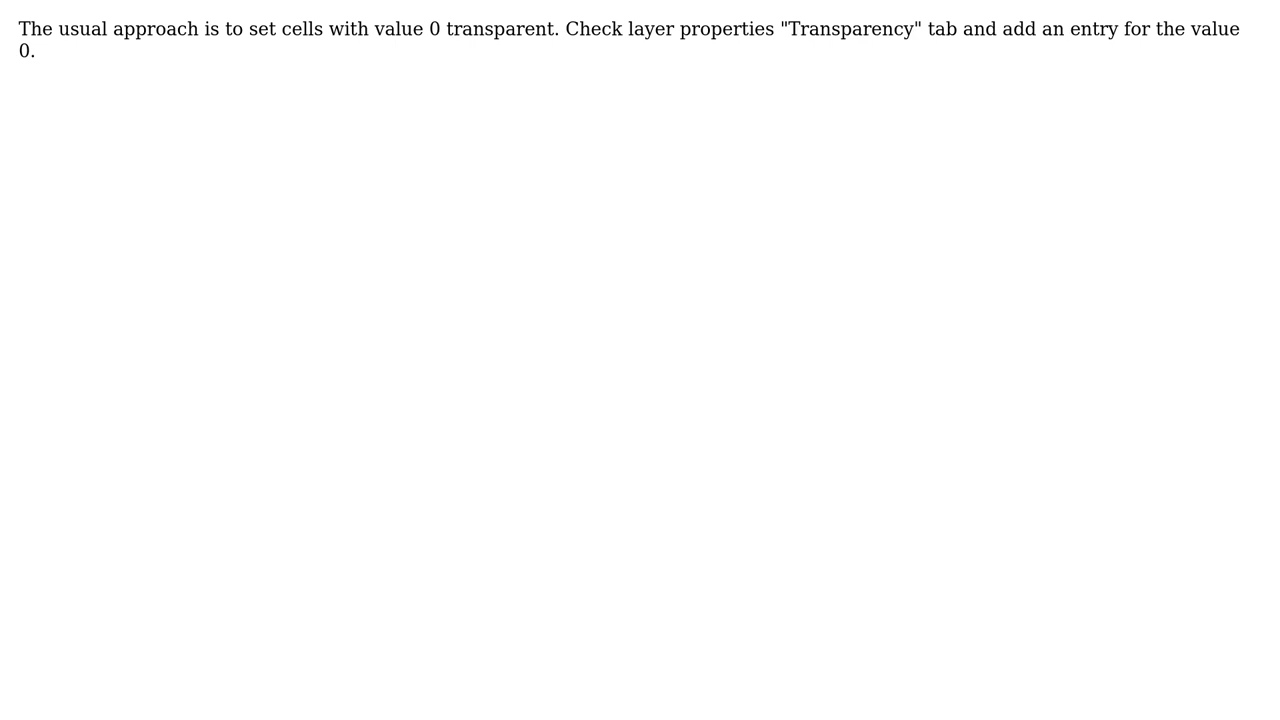 The usual approach is to set cells with value 0 transparent. Check layer properties "Transparency" tab and add an entry for the value
0.